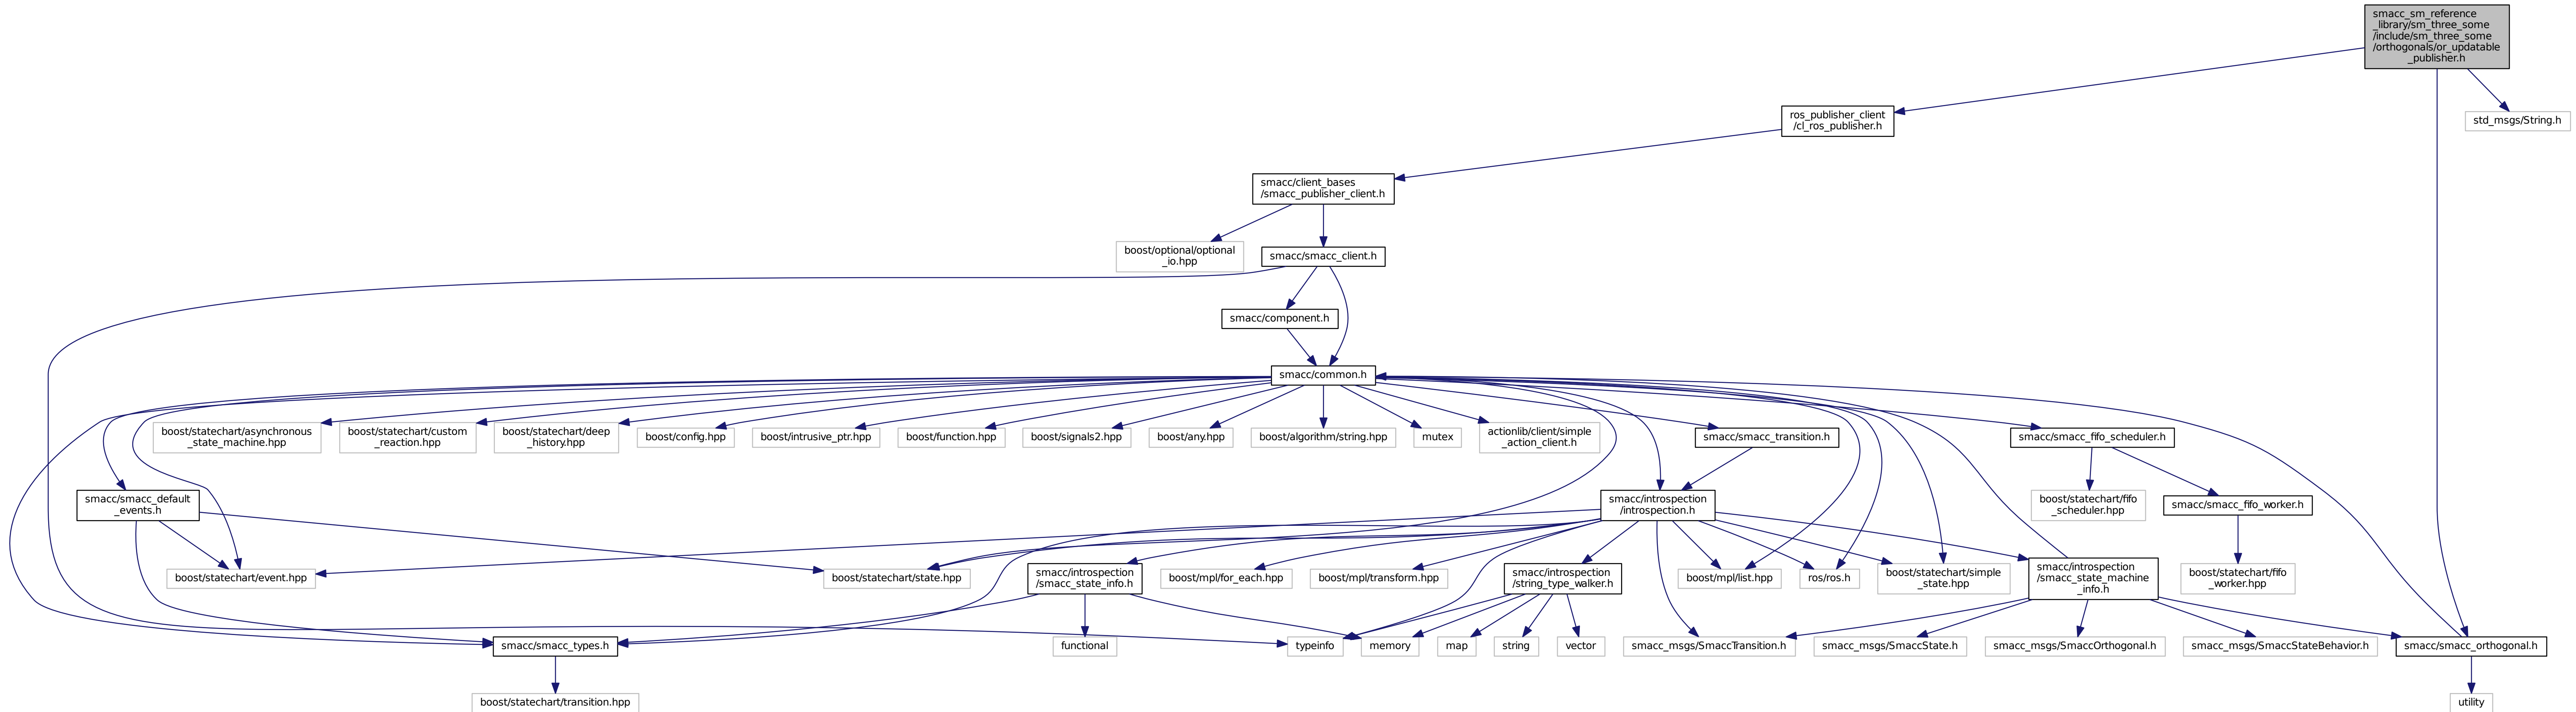 smacc_sm_reference
_library/sm_three_some
/include/sm_three_some
/orthogonals/or_updatable
_publisher.h
ros_publisher_client
/cl_ros_publisher.h
std_msgs/String.h
smacc/client_bases
/smacc_publisher_client.h
boost/optional/optional
_io.hpp
smacc/smacc_client.h
smacc/component.h
smacc/common.h
boost/statechart/asynchronous
_state_machine.hpp
boost/statechart/custom
_reaction.hpp
boost/statechart/deep
_history.hpp
boost/config.hpp
boost/intrusive_ptr.hpp
boost/function.hpp
boost/signals2.hpp
boost/any.hpp
boost/algorithm/string.hpp
mutex
actionlib/client/simple
_action_client.h
smacc/smacc_transition.h
smacc/smacc_fifo_scheduler.h
smacc/smacc_default
_events.h
smacc/introspection
/introspection.h
boost/statechart/fifo
_scheduler.hpp
smacc/smacc_fifo_worker.h
boost/statechart/event.hpp
boost/statechart/state.hpp
smacc/introspection
/smacc_state_info.h
boost/mpl/for_each.hpp
boost/mpl/transform.hpp
smacc/introspection
/string_type_walker.h
boost/mpl/list.hpp
ros/ros.h
boost/statechart/simple
_state.hpp
smacc/introspection
/smacc_state_machine
_info.h
boost/statechart/fifo
_worker.hpp
smacc/smacc_types.h
functional
typeinfo
memory
map
string
vector
smacc_msgs/SmaccTransition.h
smacc_msgs/SmaccState.h
smacc_msgs/SmaccOrthogonal.h
smacc_msgs/SmaccStateBehavior.h
smacc/smacc_orthogonal.h
boost/statechart/transition.hpp
utility